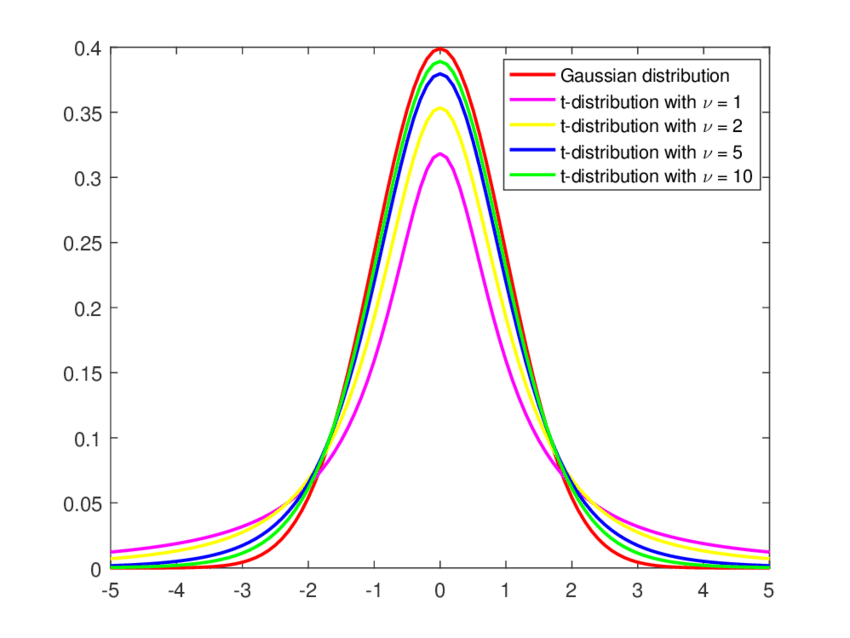 0.4
0.35
0.3
0.25
0.2
0.15
0.1
0.05
0
-5 -4 -3 -2 -1 0 1 2 3 4 5
Gaussian distribution
t-distribution with ν = 1
t-distribution with ν = 2
t-distribution with ν = 5
t-distribution with ν = 10